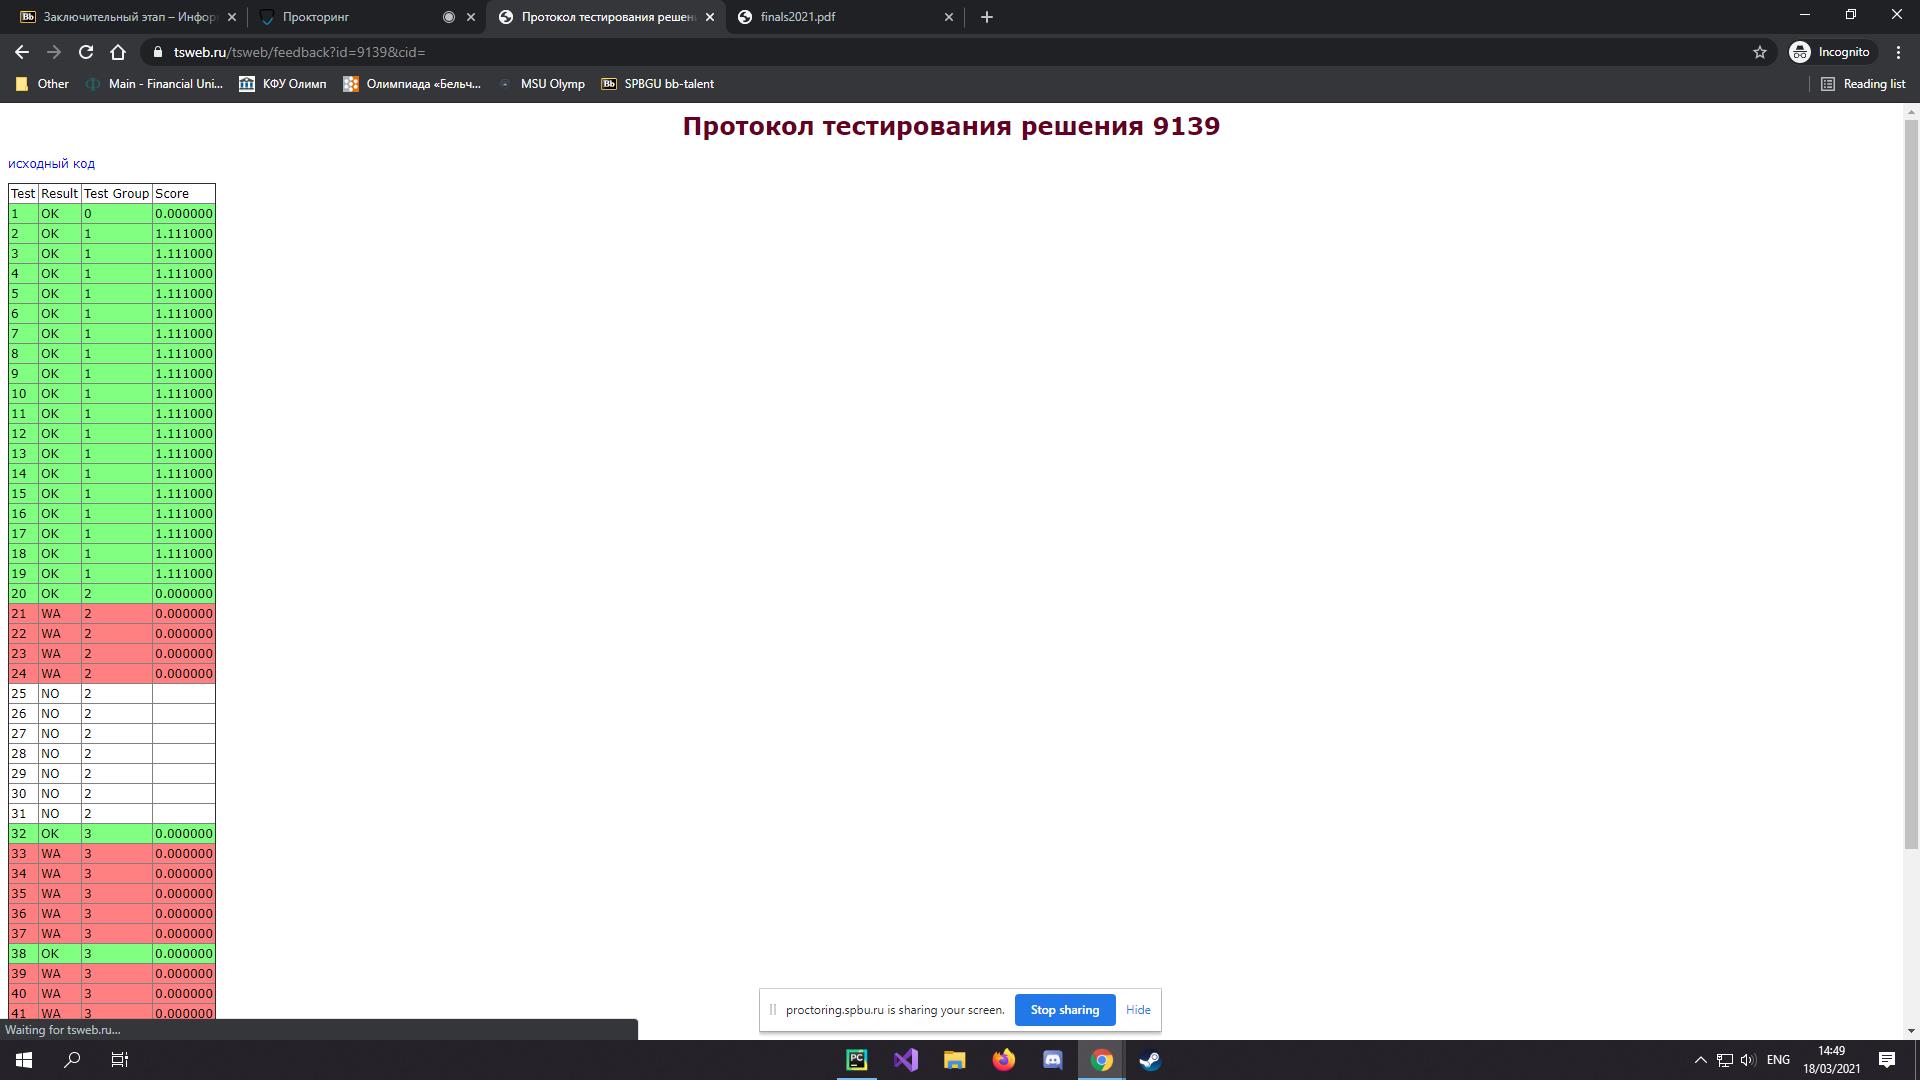 Заключительный этап – Инфор
Прокторинг
Протокол тестирования решен
finals2021.pdf
tsweb.ru/tsweb/feedback?id=9139&cid=
Incognito
Other
Main - Financial Uni...
КФУ Олимп
Олимпиада «Бельч...
MSU Olymp
Bb SPBGU bb-talent
Reading list
Протокол тестирования решения 9139
исходный код
Test Result Test Group Score
1 OK 0 0.000000
2 OK 1 1.111000
3 OK 1 1.111000
4 OK 1 1.111000
5 OK 1 1.111000
6 OK 1 1.111000
7 OK 1 1.111000
8 OK 1 1.111000
9 OK 1 1.111000
10 OK 1 1.111000
11 OK 1 1.111000
12 OK 1 1.111000
13 OK 1 1.111000
14 OK 1 1.111000
15 OK 1 1.111000
16 OK 1 1.111000
17 OK 1 1.111000
18 OK 1 1.111000
19 OK 1 1.111000
20 OK 2 0.000000
21 WA 2 0.000000
22 WA 2 0.000000
23 WA 2 0.000000
24 WA 2 0.000000
25 NO 2
26 NO 2
27 NO 2
28 NO 2
29 NO 2
30 NO 2
31 NO 2
32 OK 3 0.000000
33 WA 3 0.000000
34 WA 3 0.000000
35 WA 3 0.000000
36 WA 3 0.000000
37 WA 3 0.000000
38 OK 3 0.000000
39 WA 3 0.000000
40 WA 3 0.000000
41 WA 3 0.000000
proctoring.spbu.ru is sharing your screen. Stop sharing Hide
Waiting for tsweb.ru...
PC
ENG
14:49
18/03/2021